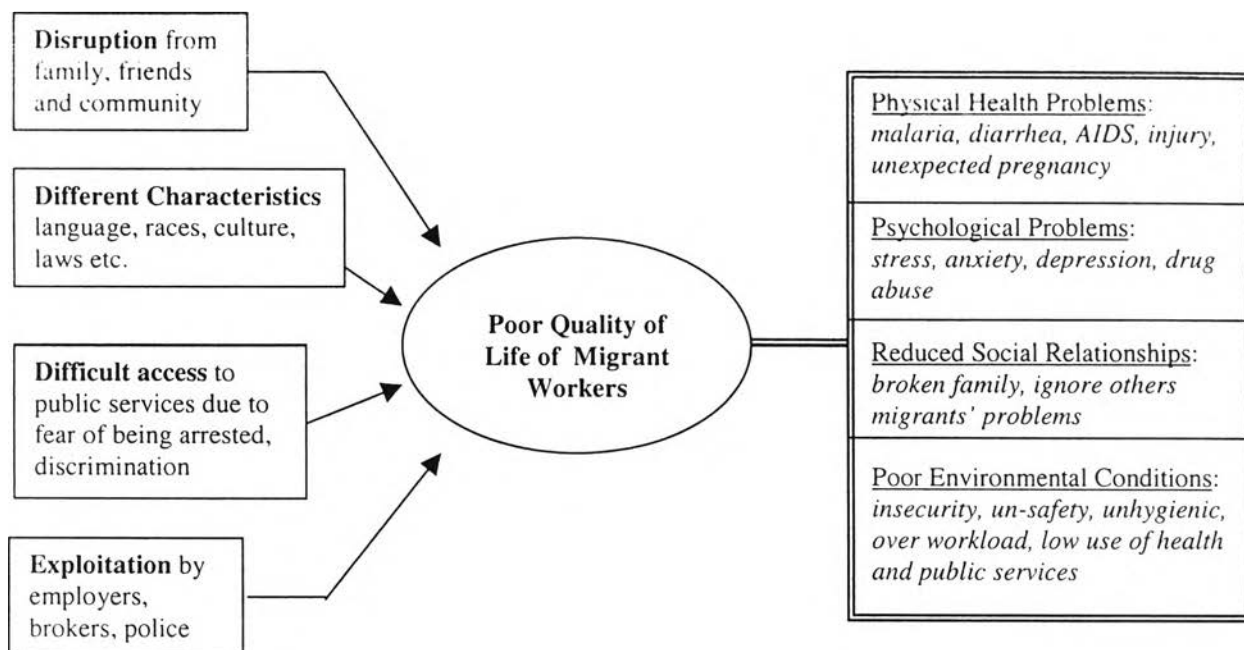 Disruption from
family, friends
and community
Different Characteristics
language, races, culture,
laws etc.
Difficult access to
public services due to
fear of being arrested,
discrimination
Exploitation by
employers,
brokers, police
Poor Quality of
Life of Migrant
Workers
Physical Health Problems:
malaria, diarrhea, AIDS, injury,
unexpected pregnancy
Psychological Problems:
stress, anxiety, depression, drug
abuse
Reduced Social Relationships:
broken family, ignore others
migrants' problems
Poor Environmental Conditions:
insecurity, un-safety, unhygienic,
over workload, low use of health
and public services